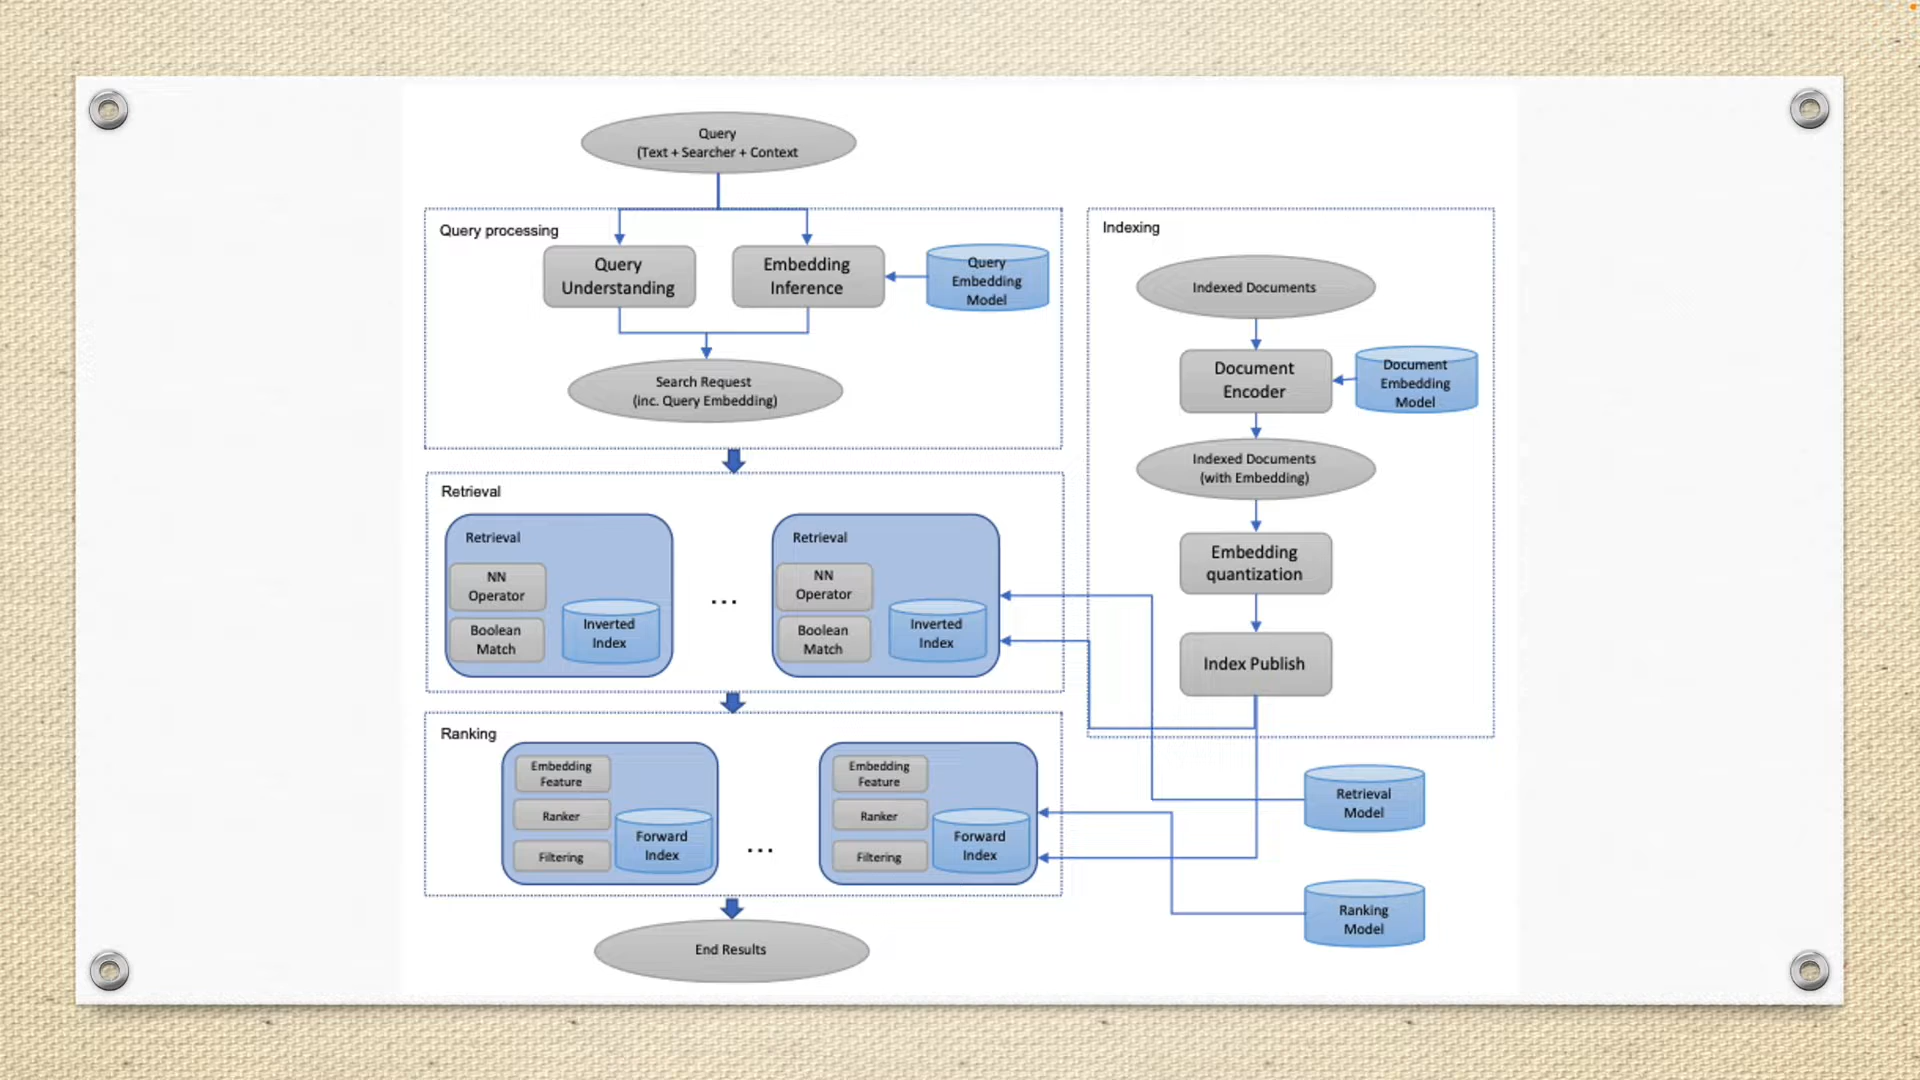 Query
(Text + Searcher + Context
Query processing
Query
Understanding
Embedding
Inference
Query
Embedding
Model
Search Request
(inc. Query Embedding)
Indexing
Indexed Documents
Document
Encoder
Document
Embedding
Model
Indexed Documents
(with Embedding)
Embedding
quantization
Index Publish
Retrieval
Retrieval
NN
Operator
Boolean
Match
Inverted
Index
...
Retrieval
NN
Operator
Boolean
Match
Inverted
Index
Ranking
Embedding
Feature
Ranker
Filtering
Forward
Index
...
Embedding
Feature
Ranker
Filtering
Forward
Index
Retrieval
Model
Ranking
Model
End Results